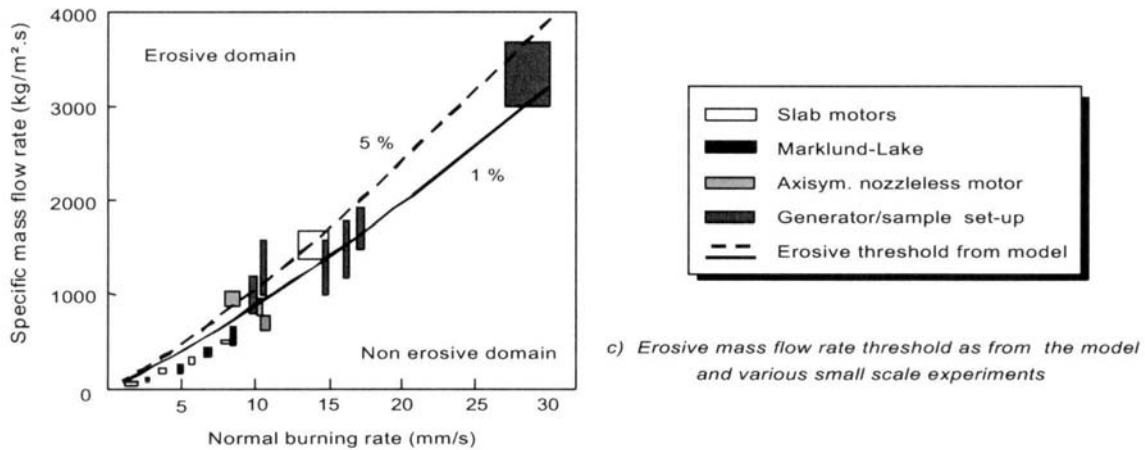 4000
3000
2000
1000
0
Specific mass flow rate (kg/m².s)
Erosive domain
5 %
1 %
Non erosive domain
5
10
15
20
25
30
Normal burning rate (mm/s)
Slab motors
Marklund-Lake
Axisym. nozzleless motor
Generator/sample set-up
Erosive threshold from model
c) Erosive mass flow rate threshold as from the model
and various small scale experiments